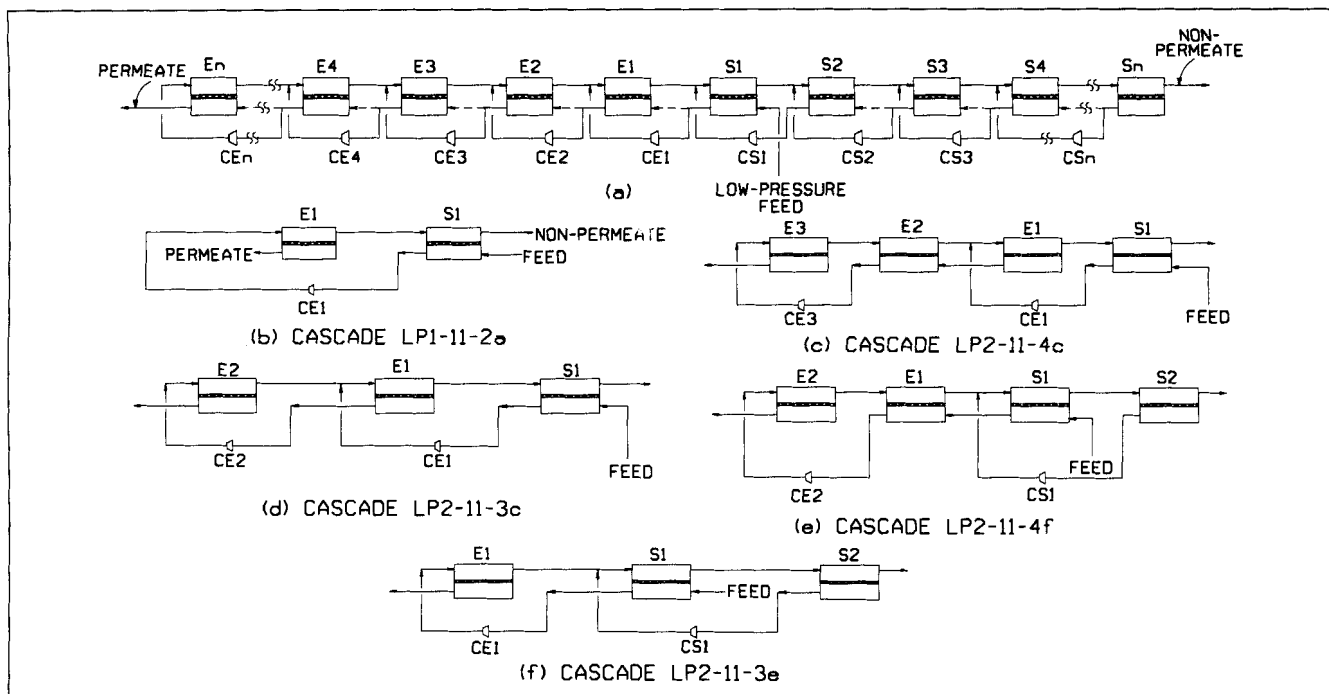 PERMEATE
En E4 E3 E2 E1 S1 S2 S3 S4 Sn
NON-
PERMEATE
CEn CE4 CE3 CE2 CE1 CS1 CS2 CS3 CSn
(a)
LOW-PRESSURE
FEED
E1 S1
NON-PERMEATE
PERMEATE
FEED
CE1
(b) CASCADE LP1-11-2a
E3 E2 E1 S1
CE3 CE1
FEED
(c) CASCADE LP2-11-4c
E2 E1 S1
CE2 CE1
FEED
(d) CASCADE LP2-11-3c
E2 E1 S1 S2
FEED
CE2 CS1
(e) CASCADE LP2-11-4f
E1 S1 S2
FEED
CE1 CS1
(f) CASCADE LP2-11-3e